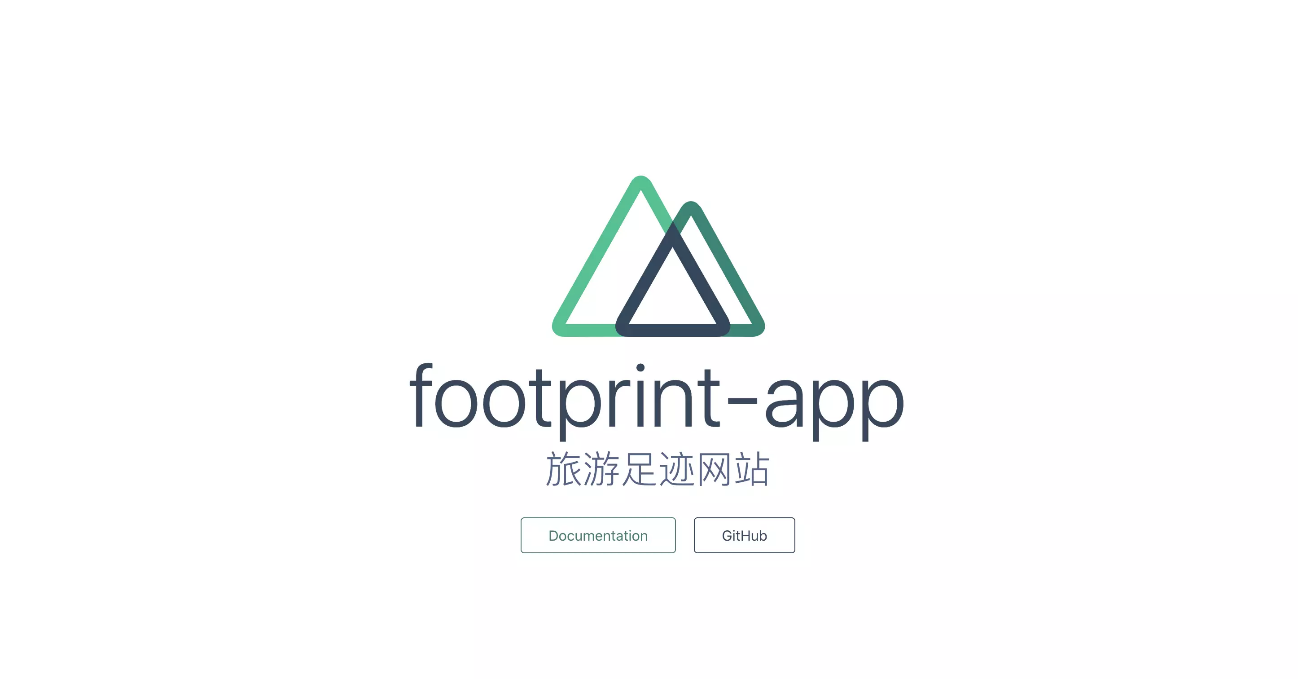 footprint-app
旅游足迹网站
Documentation
GitHub